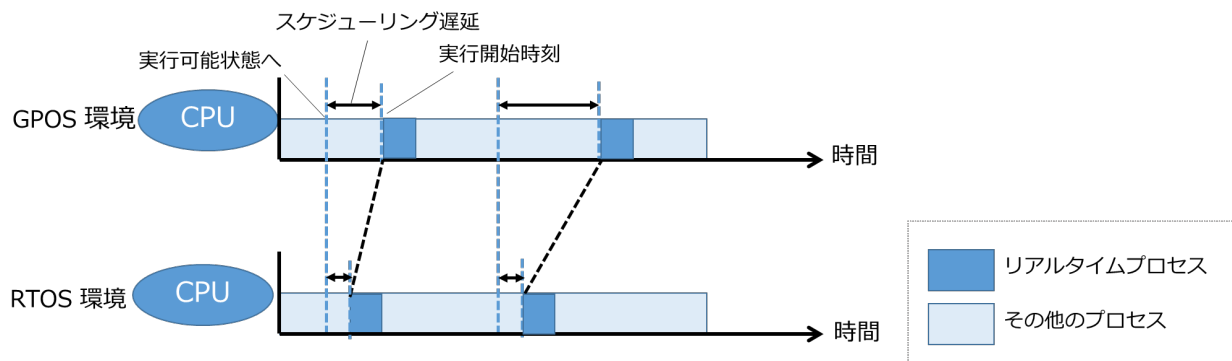 スケジューリング遅延
実行可能状態へ
実行開始時刻
GPOS 環境
CPU
時間
RTOS 環境
CPU
時間
リアルタイムプロセス
その他のプロセス